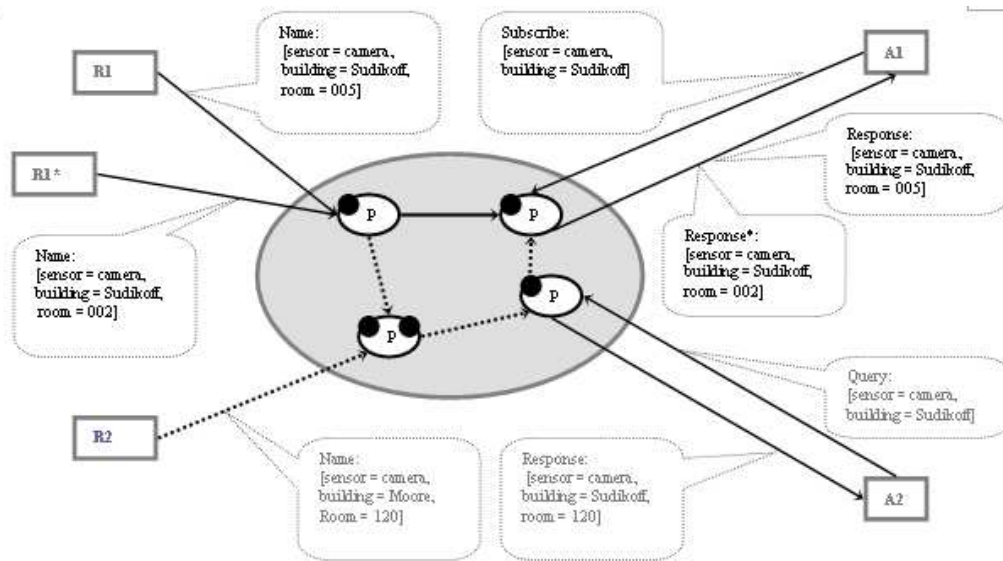 R1
Name:
[sensor = camera,
building = Sudikoff,
room = 005]
Subscribe:
[sensor = camera,
building = Sudikoff]
A1
Response:
[sensor = camera,
building = Sudikoff,
room = 005]
R1*
P
P
Name:
[sensor = camera,
building = Sudikoff,
room = 002]
Response*:
[sensor = camera,
building = Sudikoff,
room = 002]
P
P
Query:
[sensor = camera,
building = Sudikoff]
R2
Name:
[sensor = camera,
building = Moore,
Room = 120]
Response:
[sensor = camera,
building = Sudikoff,
room = 120]
A2